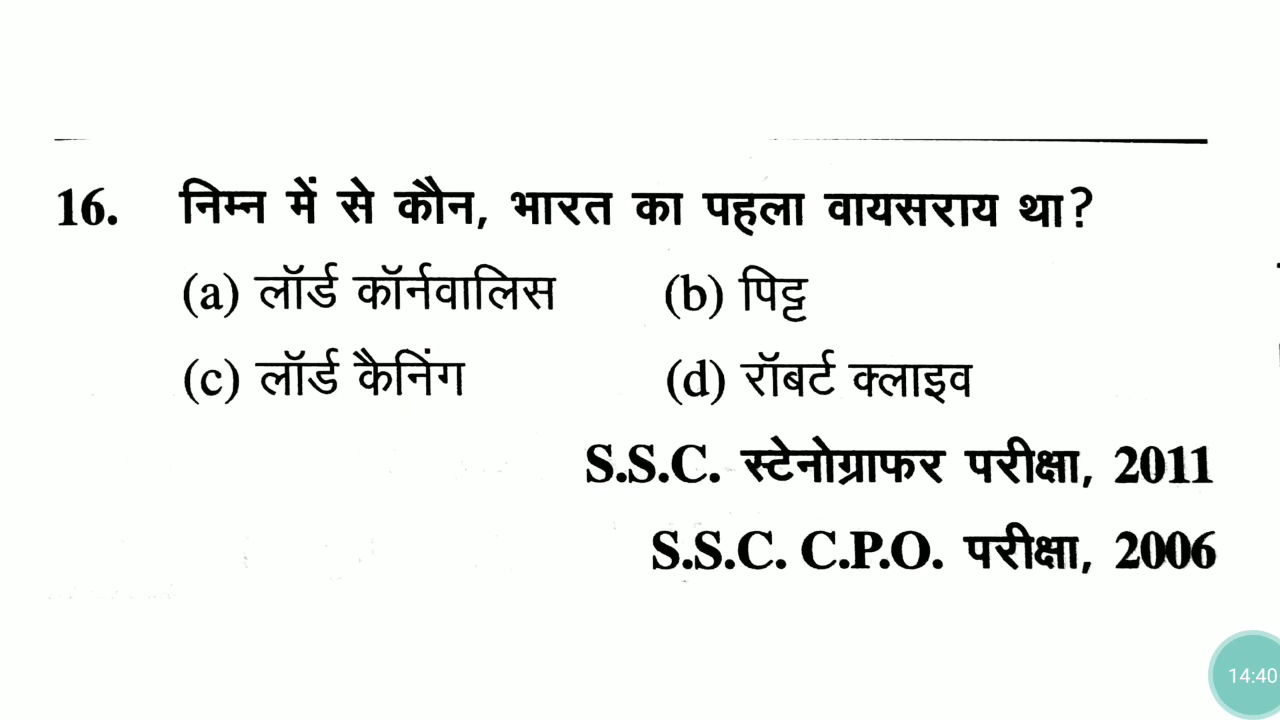 16. निम्न में से कौन, भारत का पहला वायसराय था?
(a) लॉर्ड कॉर्नवालिस (b) पिट्ट
(c) लॉर्ड कैनिंग (d) रॉबर्ट क्लाइव
S.S.C. स्टेनोग्राफर परीक्षा, 2011
S.S.C. C.P.O. परीक्षा, 2006
14:40